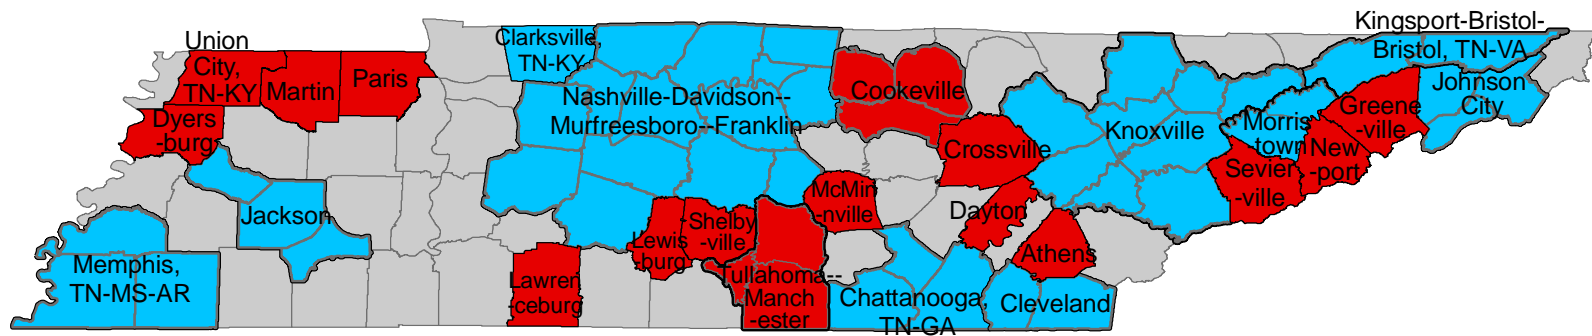 Union
City,
TN-KY
Martin
Paris
Dyers
-burg
Jackson
Memphis,
TN-MS-AR
Clarksville,
TN-KY
Nashville-Davidson--
Murfreesboro--Franklin
Lawren
-ceburg
Lewis
-burg
Shelby
-ville
Tullahoma--
Manch
-ester
McMin
-nville
Cookeville
Crossville
Dayton
Athens
Chattanooga,
TN-GA
Cleveland
Knoxville
Morris
-town
Sevier
-ville
New
-port
Greene
-ville
Johnson
City
Kingsport-Bristol-
Bristol, TN-VA